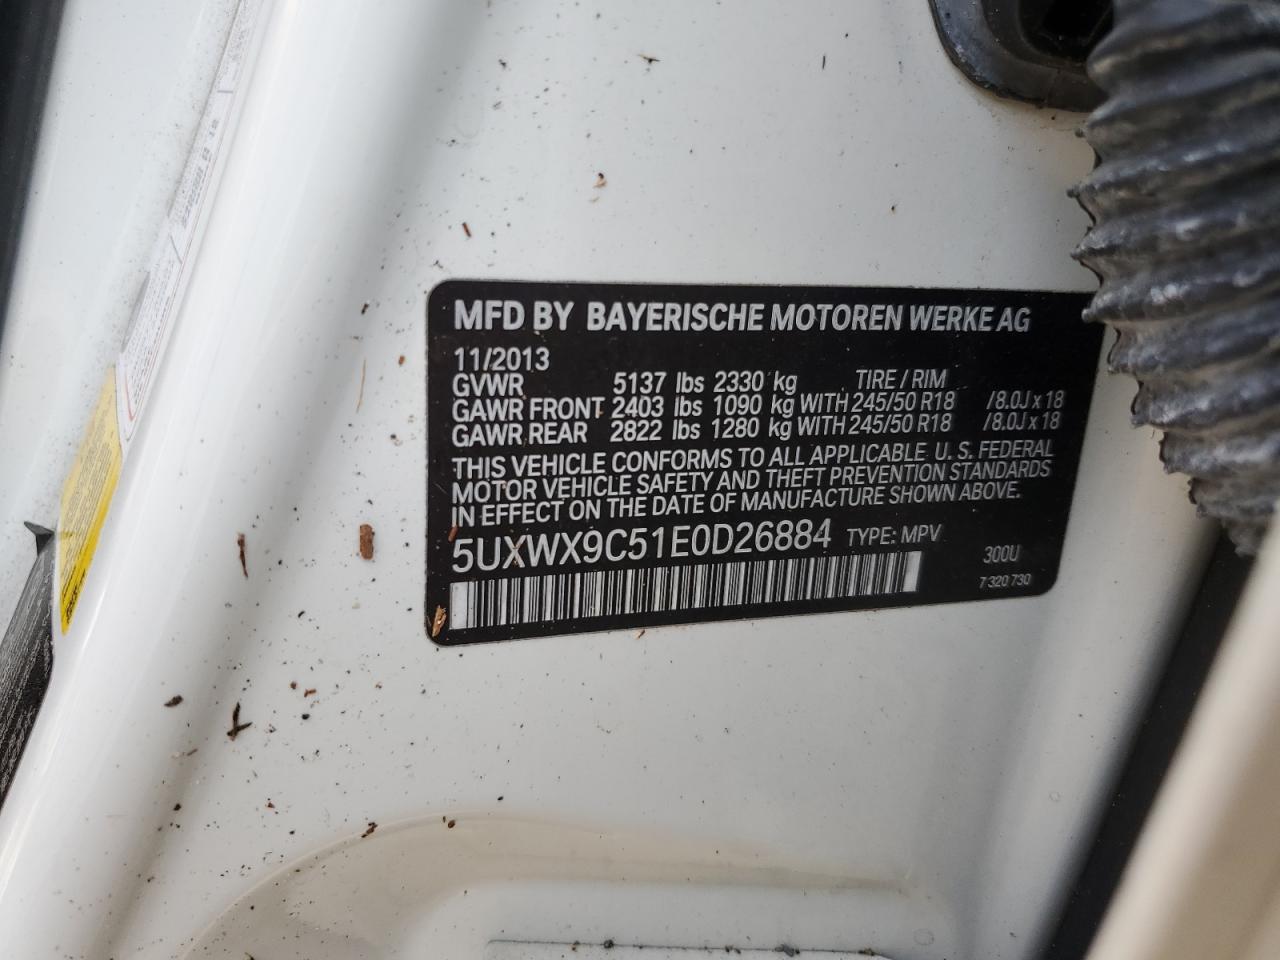 MFD BY BAYERISCHE MOTOREN WERKE AG
11/2013
GVWR 5137 lbs 2330 kg TIRE / RIM
GAWR FRONT 2403 lbs 1090 kg WITH 245/50 R18 /8.0J x 18
GAWR REAR 2822 lbs 1280 kg WITH 245/50 R18 /8.0J x 18
THIS VEHICLE CONFORMS TO ALL APPLICABLE U. S. FEDERAL
MOTOR VEHICLE SAFETY AND THEFT PREVENTION STANDARDS
IN EFFECT ON THE DATE OF MANUFACTURE SHOWN ABOVE.
5UXWX9C51E0D26884 TYPE: MPV
300U
7 320 730